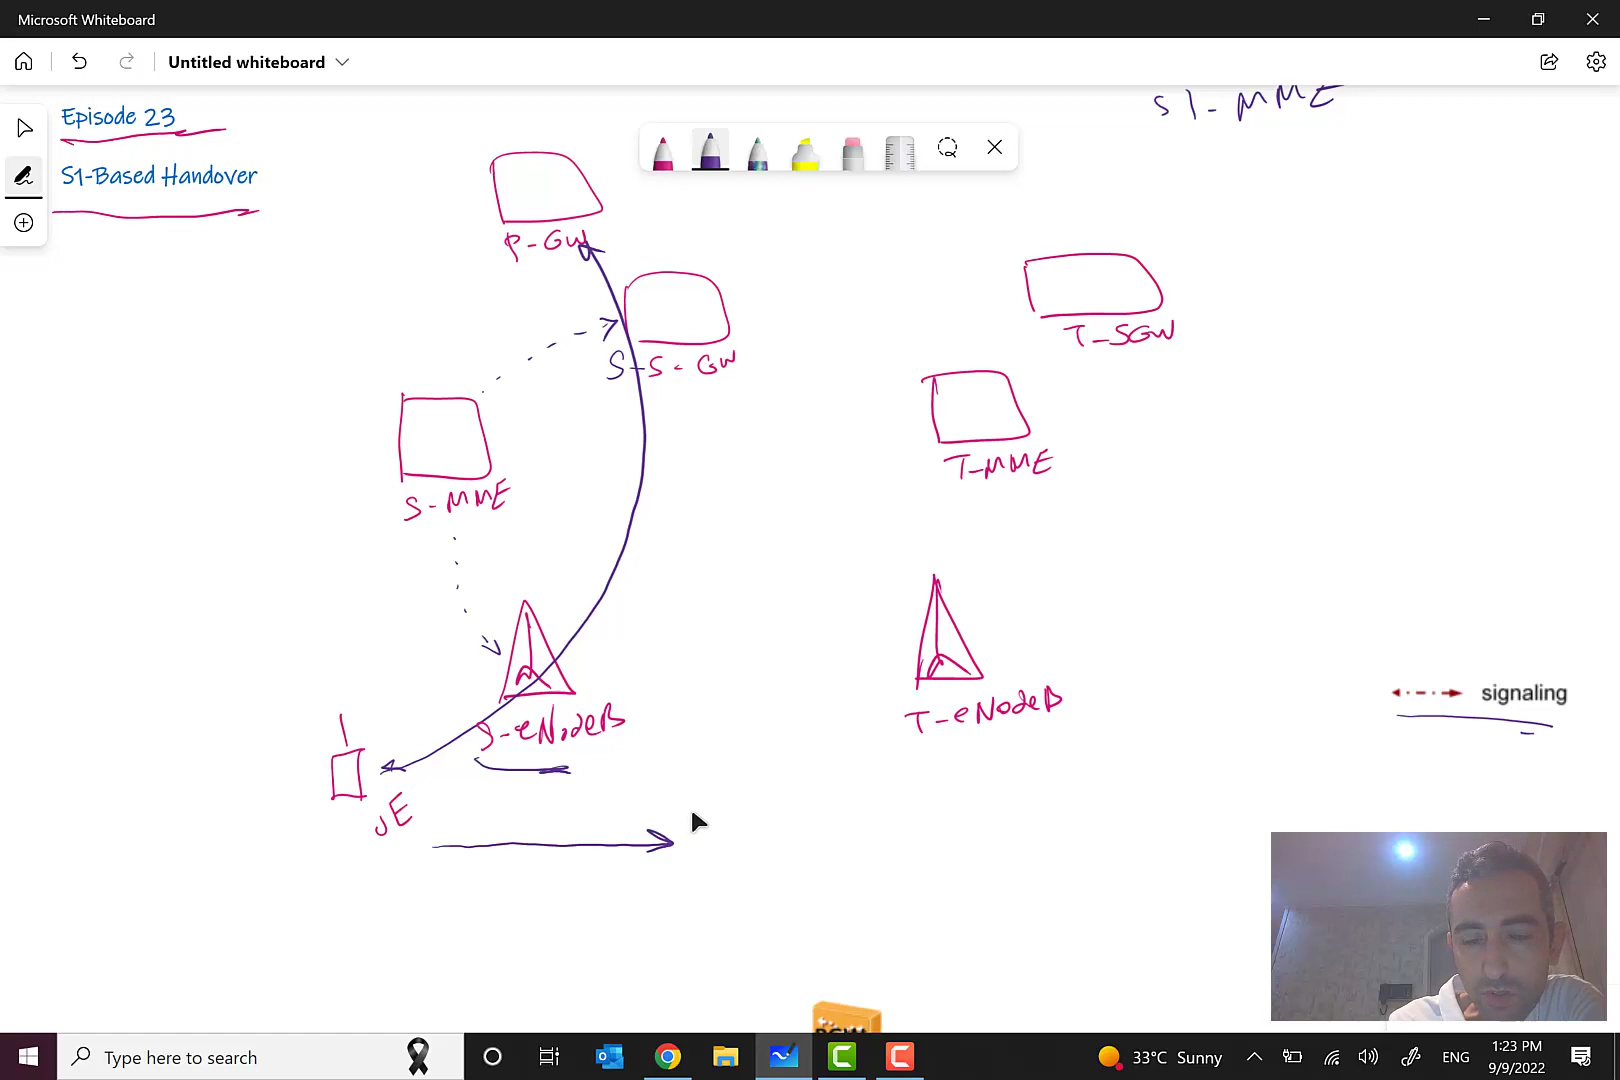 Microsoft Whiteboard
Untitled whiteboard
S1-MME
Episode 23
S1-Based Handover
P-GW
S-S-GW
T-SGW
S-MME
T-MME
S-eNodeB
T-eNodeB
signaling
UE
PGW
Type here to search
33°C Sunny
ENG
1:23 PM
9/9/2022